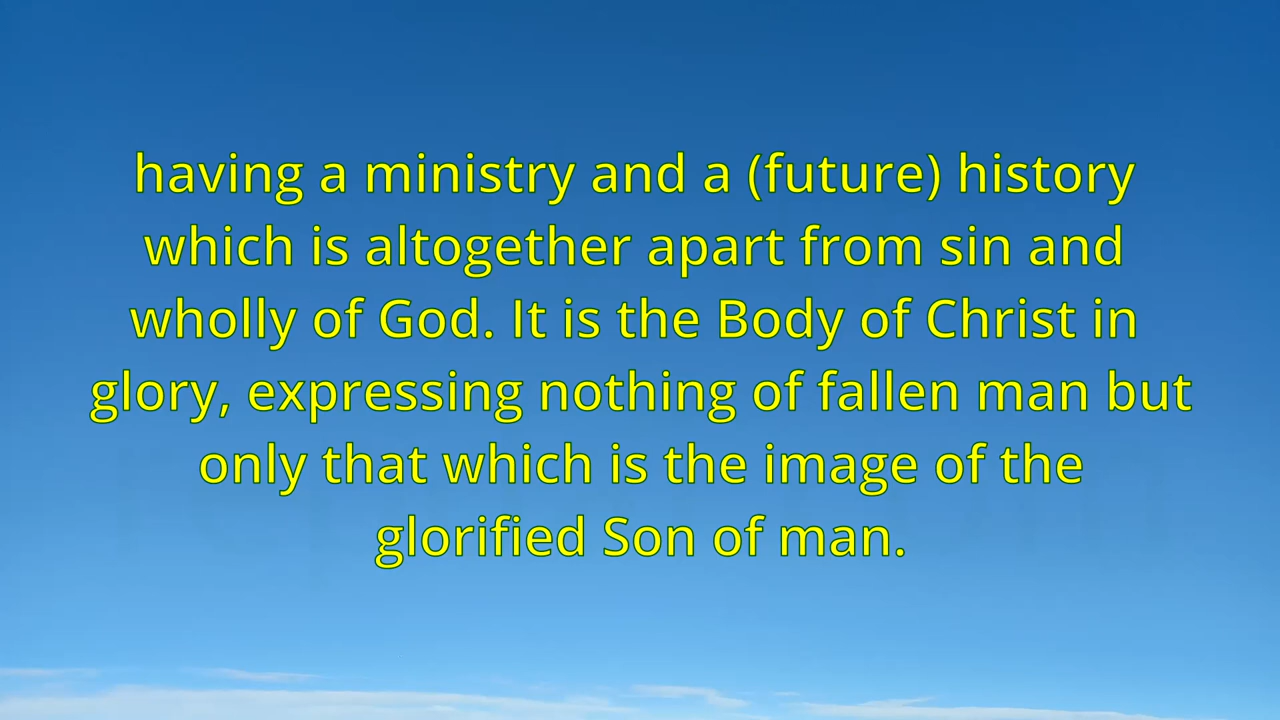 having a ministry and a (future) history
which is altogether apart from sin and
wholly of God. It is the Body of Christ in
glory, expressing nothing of fallen man but
only that which is the image of the
glorified Son of man.